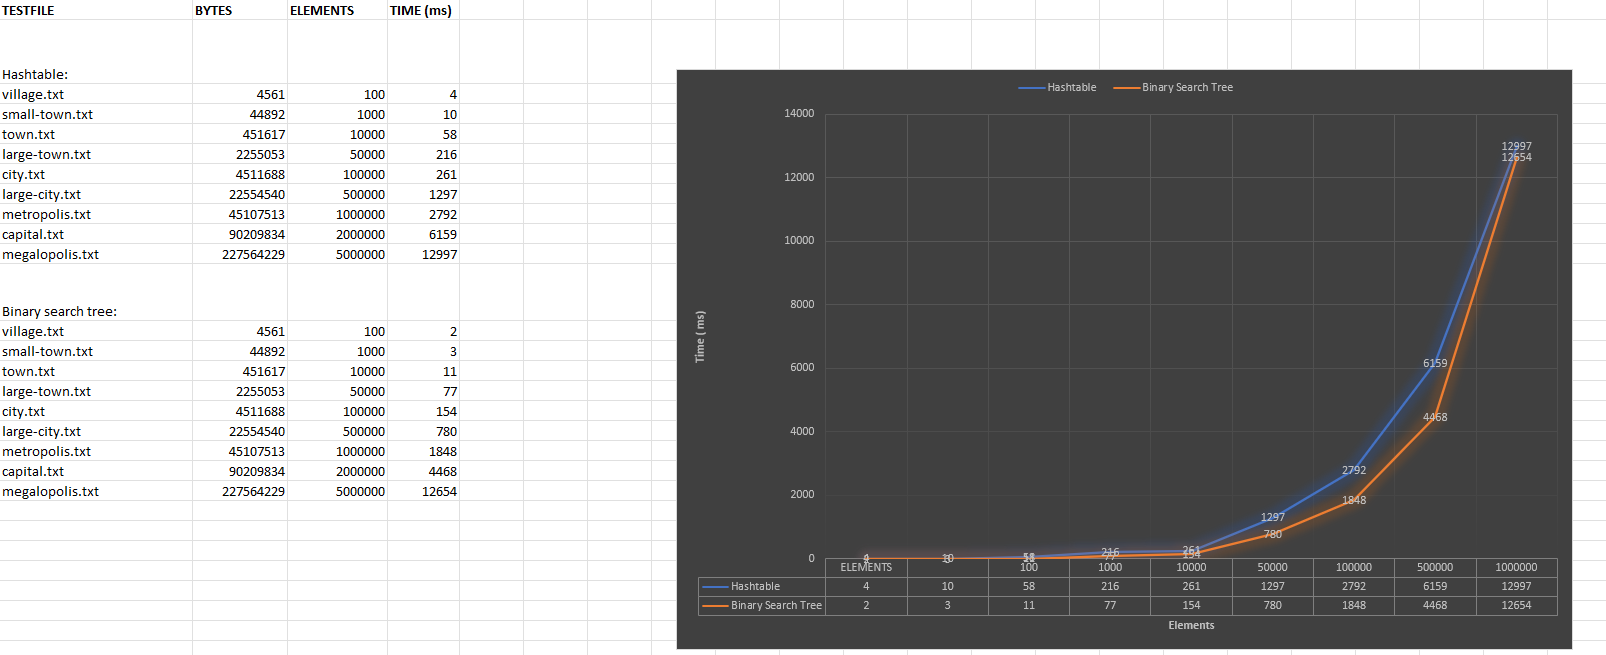 TESTFILE BYTES ELEMENTS TIME (ms)
Hashtable:
village.txt 4561 100 4
small-town.txt 44892 1000 10
town.txt 451617 10000 58
large-town.txt 2255053 50000 216
city.txt 4511688 100000 261
large-city.txt 22554540 500000 1297
metropolis.txt 45107513 1000000 2792
capital.txt 90209834 2000000 6159
megalopolis.txt 227564229 5000000 12997
Binary search tree:
village.txt 4561 100 2
small-town.txt 44892 1000 3
town.txt 451617 10000 11
large-town.txt 2255053 50000 77
city.txt 4511688 100000 154
large-city.txt 22554540 500000 780
metropolis.txt 45107513 1000000 1848
capital.txt 90209834 2000000 4468
megalopolis.txt 227564229 5000000 12654
Hashtable Binary Search Tree
14000
12997
12654
12000
10000
8000
Time (ms)
6000
6159
4468
4000
2792
2000
1848
1297
780
216
261
58
10
0
ELEMENTS 100 1000 10000 50000 100000 500000 1000000
Hashtable 4 10 58 216 261 1297 2792 6159 12997
Binary Search Tree 2 3 11 77 154 780 1848 4468 12654
Elements